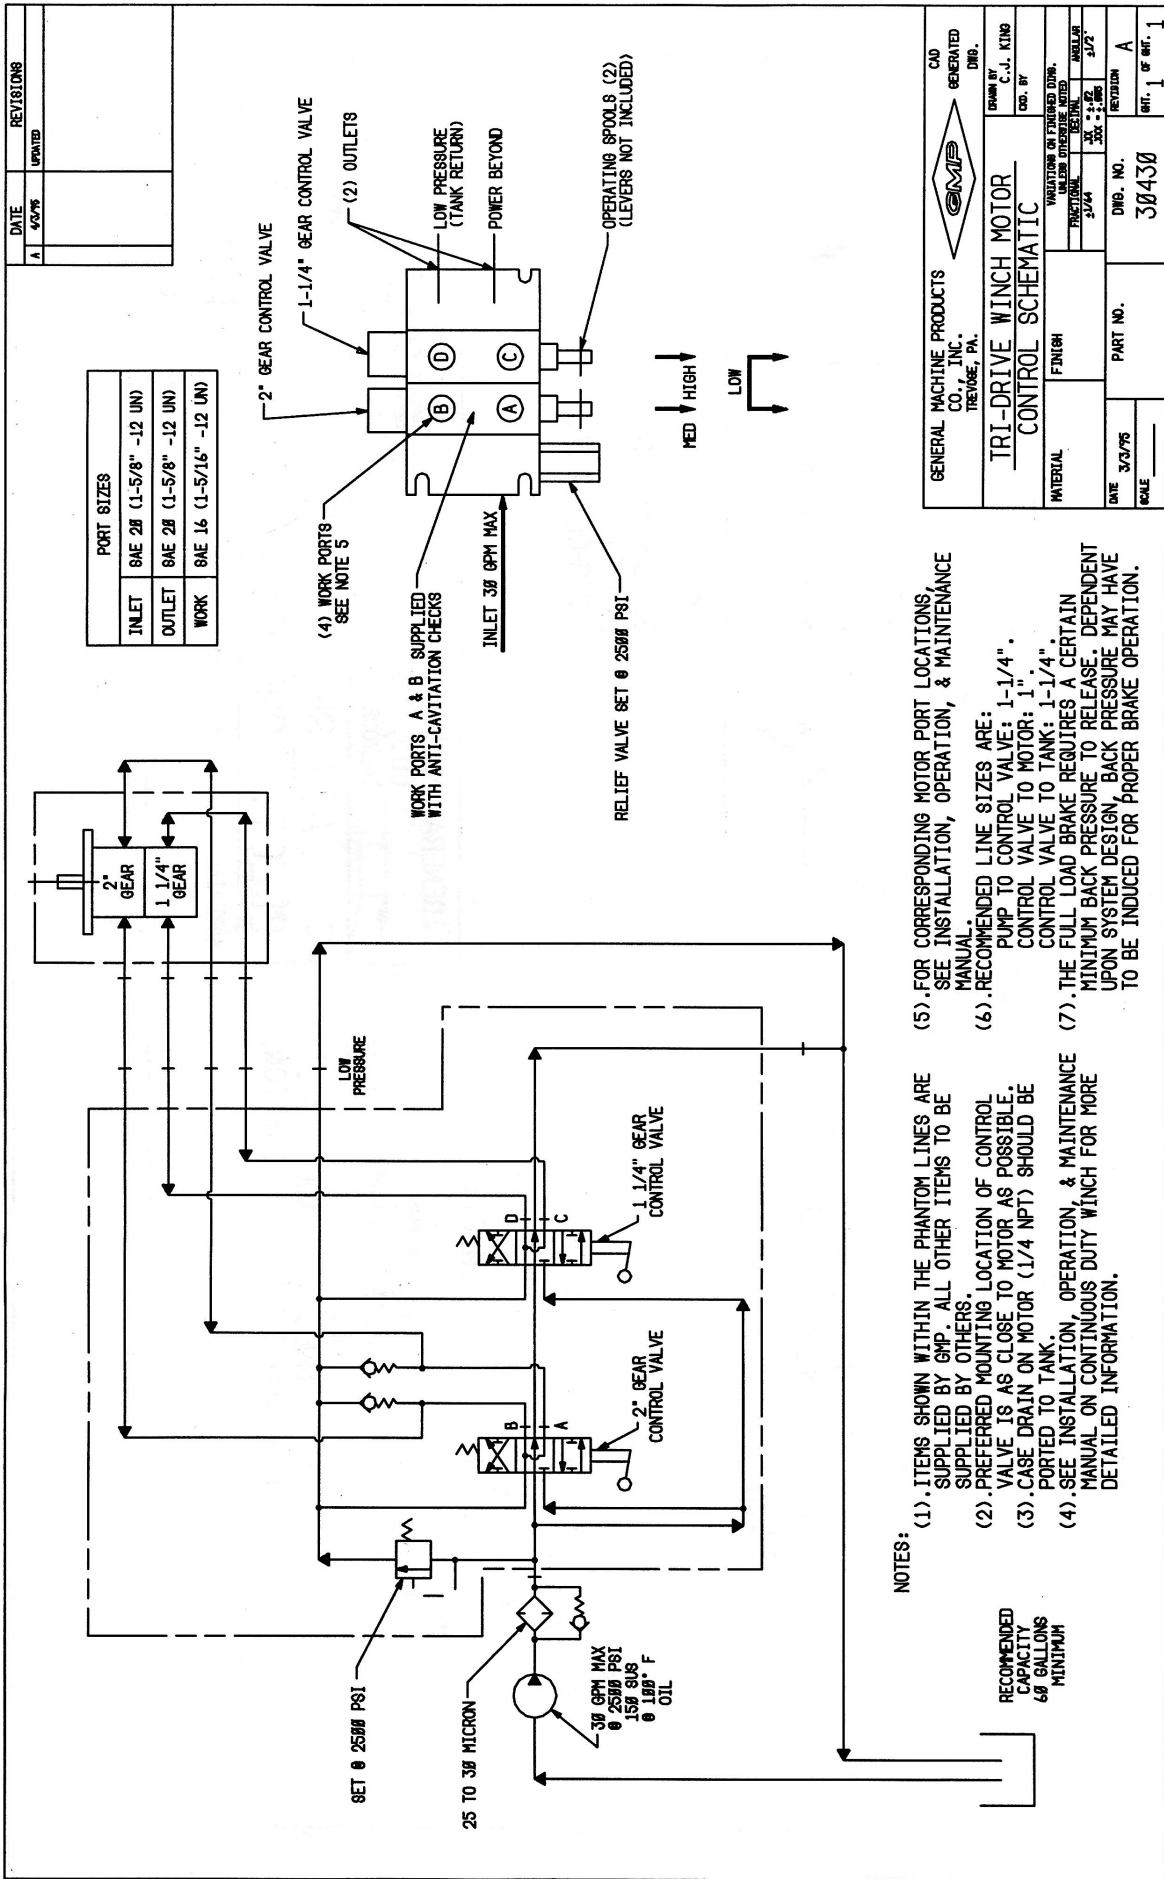 DATE REVISIONS
A 4/3/95 UPDATED
PORT SIZES
INLET SAE 20 (1-5/8" -12 UN)
OUTLET SAE 20 (1-5/8" -12 UN)
WORK SAE 16 (1-5/16" -12 UN)
2" GEAR CONTROL VALVE
1-1/4" GEAR CONTROL VALVE
(2) OUTLETS
LOW PRESSURE
(TANK RETURN)
POWER BEYOND
OPERATING SPOOLS (2)
(LEVERS NOT INCLUDED)
(4) WORK PORTS
SEE NOTE 5
WORK PORTS A & B SUPPLIED
WITH ANTI-CAVITATION CHECKS
INLET 30 GPM MAX
RELIEF VALVE SET @ 2500 PSI
B
D
A
C
MED
HIGH
LOW
2"
GEAR
1 1/4"
GEAR
LOW
PRESSURE
D
C
1 1/4" GEAR
CONTROL VALVE
B
A
2" GEAR
CONTROL VALVE
SET @ 2500 PSI
25 TO 30 MICRON
30 GPM MAX
@ 2500 PSI
150 SUS
@ 100° F
OIL
RECOMMENDED
CAPACITY
60 GALLONS
MINIMUM
NOTES:
(1).ITEMS SHOWN WITHIN THE PHANTOM LINES ARE
SUPPLIED BY GMP. ALL OTHER ITEMS TO BE
SUPPLIED BY OTHERS.
(2).PREFERRED MOUNTING LOCATION OF CONTROL
VALVE IS AS CLOSE TO MOTOR AS POSSIBLE.
(3).CASE DRAIN ON MOTOR (1/4 NPT) SHOULD BE
PORTED TO TANK.
(4).SEE INSTALLATION, OPERATION, & MAINTENANCE
MANUAL ON CONTINUOUS DUTY WINCH FOR MORE
DETAILED INFORMATION.
(5).FOR CORRESPONDING MOTOR PORT LOCATIONS,
SEE INSTALLATION, OPERATION, & MAINTENANCE
MANUAL.
(6).RECOMMENDED LINE SIZES ARE:
PUMP TO CONTROL VALVE: 1-1/4".
CONTROL VALVE TO MOTOR: 1".
CONTROL VALVE TO TANK: 1-1/4".
(7).THE FULL LOAD BRAKE REQUIRES A CERTAIN
MINIMUM BACK PRESSURE TO RELEASE. DEPENDENT
UPON SYSTEM DESIGN, BACK PRESSURE MAY HAVE
TO BE INDUCED FOR PROPER BRAKE OPERATION.
GENERAL MACHINE PRODUCTS
CO., INC.
TREVOSE, PA.
GMP
CAD
GENERATED
DWG.
TRI-DRIVE WINCH MOTOR
CONTROL SCHEMATIC
DRAWN BY
C.J. KING
CKD. BY
MATERIAL
FINISH
VARIATIONS ON FINISHED DIMS.
UNLESS OTHERWISE NOTED
FRACTIONAL DECIMAL ANGULAR
±1/64 .XX = ±.02 ±1/2°
.XXX = ±.005
DATE 3/3/95
SCALE
PART NO.
DWG. NO.
30430
REVISION
A
SHT. 1 OF SHT. 1